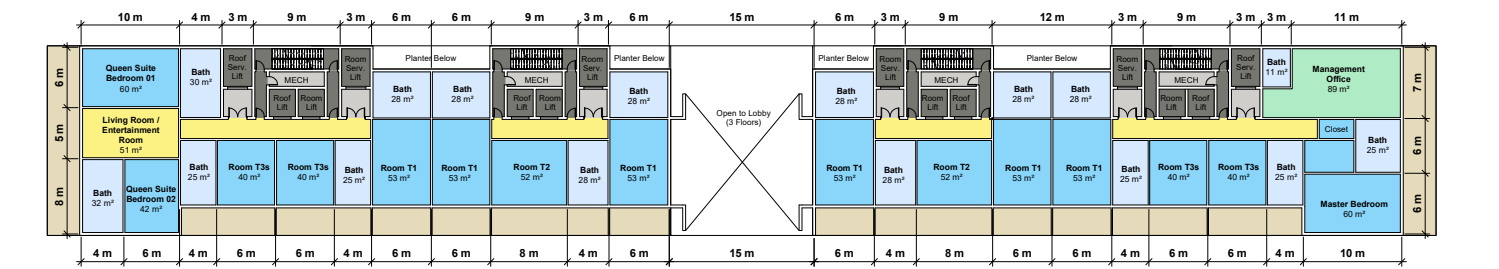 10 m 4 m 3 m 9 m 3 m 6 m 6 m 9 m 3 m 6 m 15 m 6 m 3 m 9 m 12 m 3 m 9 m 3 m 3 m 11 m
6 m
5 m
8 m
Queen Suite
Bedroom 01
60 m²
Living Room /
Entertainment
Room
51 m²
Bath
32 m²
Queen Suite
Bedroom 02
42 m²
Bath
30 m²
Roof
Serv.
Lift
MECH
Roof
Lift
Room
Lift
Room
Serv.
Lift
Planter Below
Bath
28 m²
Bath
28 m²
Room
Serv.
Lift
MECH
Roof
Lift
Room
Lift
Planter Below
Bath
28 m²
Bath
25 m²
Room T3s
40 m²
Room T3s
40 m²
Bath
25 m²
Room T1
53 m²
Room T1
53 m²
Room T2
52 m²
Bath
28 m²
Room T1
53 m²
Open to Lobby
(3 Floors)
Planter Below
Bath
28 m²
Room
Serv.
Lift
MECH
Roof
Lift
Room
Lift
Planter Below
Bath
28 m²
Bath
28 m²
Room
Serv.
Lift
MECH
Room
Lift
Roof
Lift
Roof
Serv.
Lift
Bath
11 m²
Management
Office
89 m²
Room T1
53 m²
Bath
28 m²
Room T2
52 m²
Room T1
53 m²
Room T1
53 m²
Bath
25 m²
Room T3s
40 m²
Room T3s
40 m²
Bath
25 m²
Closet
Bath
25 m²
Master Bedroom
60 m²
7 m
6 m
6 m
4 m 6 m 4 m 6 m 6 m 4 m 6 m 6 m 8 m 4 m 6 m 15 m 6 m 4 m 8 m 6 m 6 m 4 m 6 m 6 m 4 m 10 m